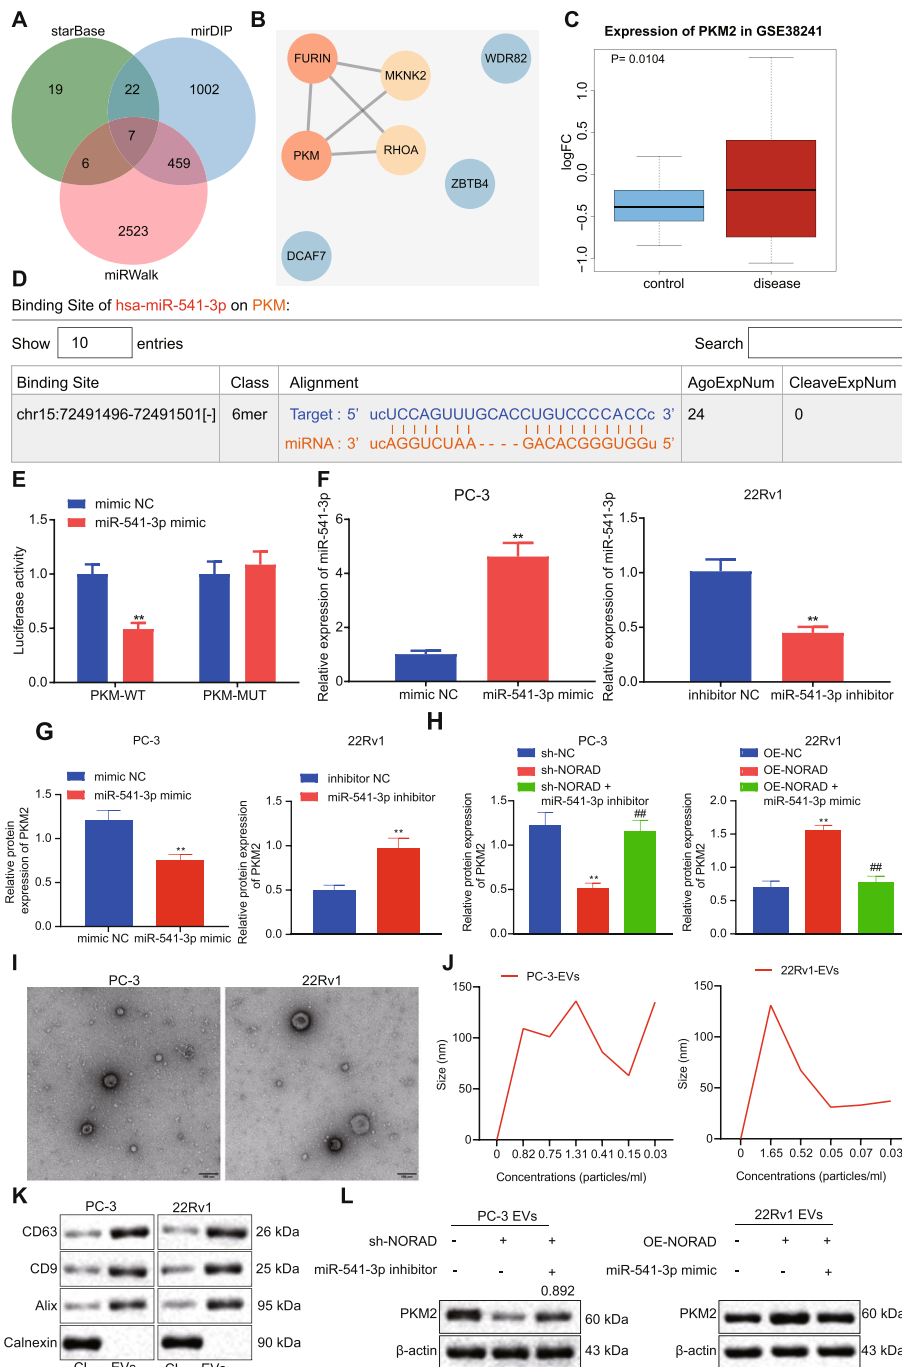 A
starBase
mirDIP
19
22
1002
7
6
459
2523
miRWalk
B
FURIN
MKNK2
WDR82
PKM
RHOA
ZBTB4
DCAF7
C
Expression of PKM2 in GSE38241
P= 0.0104
logFC
1.0
0.5
0.0
−0.5
−1.0
control
disease
D
Binding Site of hsa-miR-541-3p on PKM:
Show 10 entries
Search
Binding Site
Class
Alignment
AgoExpNum
CleaveExpNum
chr15:72491496-72491501[-]
6mer
Target : 5' ucUCCAGUUUGCACCUGUCCCCACCc 3'
miRNA : 3' ucAGGUCUAA - - - - GACACGGGUGGu 5'
24
0
E
mimic NC
miR-541-3p mimic
Luciferase activity
1.5
1.0
0.5
0.0
**
PKM-WT
PKM-MUT
F
PC-3
Relative expression of miR-541-3p
6
4
2
0
**
mimic NC
miR-541-3p mimic
22Rv1
Relative expression of miR-541-3p
1.5
1.0
0.5
0.0
**
inhibitor NC
miR-541-3p inhibitor
G
PC-3
mimic NC
miR-541-3p mimic
Relative protein
expression of PKM2
1.5
1.0
0.5
0.0
**
mimic NC
miR-541-3p mimic
22Rv1
inhibitor NC
miR-541-3p inhibitor
Relative protein expression
of PKM2
1.5
1.0
0.5
0.0
**
H
PC-3
sh-NC
sh-NORAD
sh-NORAD +
miR-541-3p inhibitor
Relative protein expression
of PKM2
1.5
1.0
0.5
0.0
**
##
22Rv1
OE-NC
OE-NORAD
OE-NORAD +
miR-541-3p mimic
Relative protein expression
of PKM2
2.0
1.5
1.0
0.5
0.0
**
##
I
PC-3
22Rv1
J
PC-3-EVs
Size (nm)
150
100
50
0
0 0.82 0.75 1.31 0.41 0.15 0.03
Concentrations (particles/ml)
22Rv1-EVs
Size (nm)
150
100
50
0
0 1.65 0.52 0.05 0.07 0.03
Concentrations (particles/ml)
K
PC-3
22Rv1
CD63
26 kDa
CD9
25 kDa
Alix
95 kDa
Calnexin
90 kDa
CL EVs CL EVs
L
PC-3 EVs
sh-NORAD - + +
miR-541-3p inhibitor - - +
0.892
PKM2
60 kDa
β-actin
43 kDa
22Rv1 EVs
OE-NORAD - + +
miR-541-3p mimic - - +
PKM2
60 kDa
β-actin
43 kDa